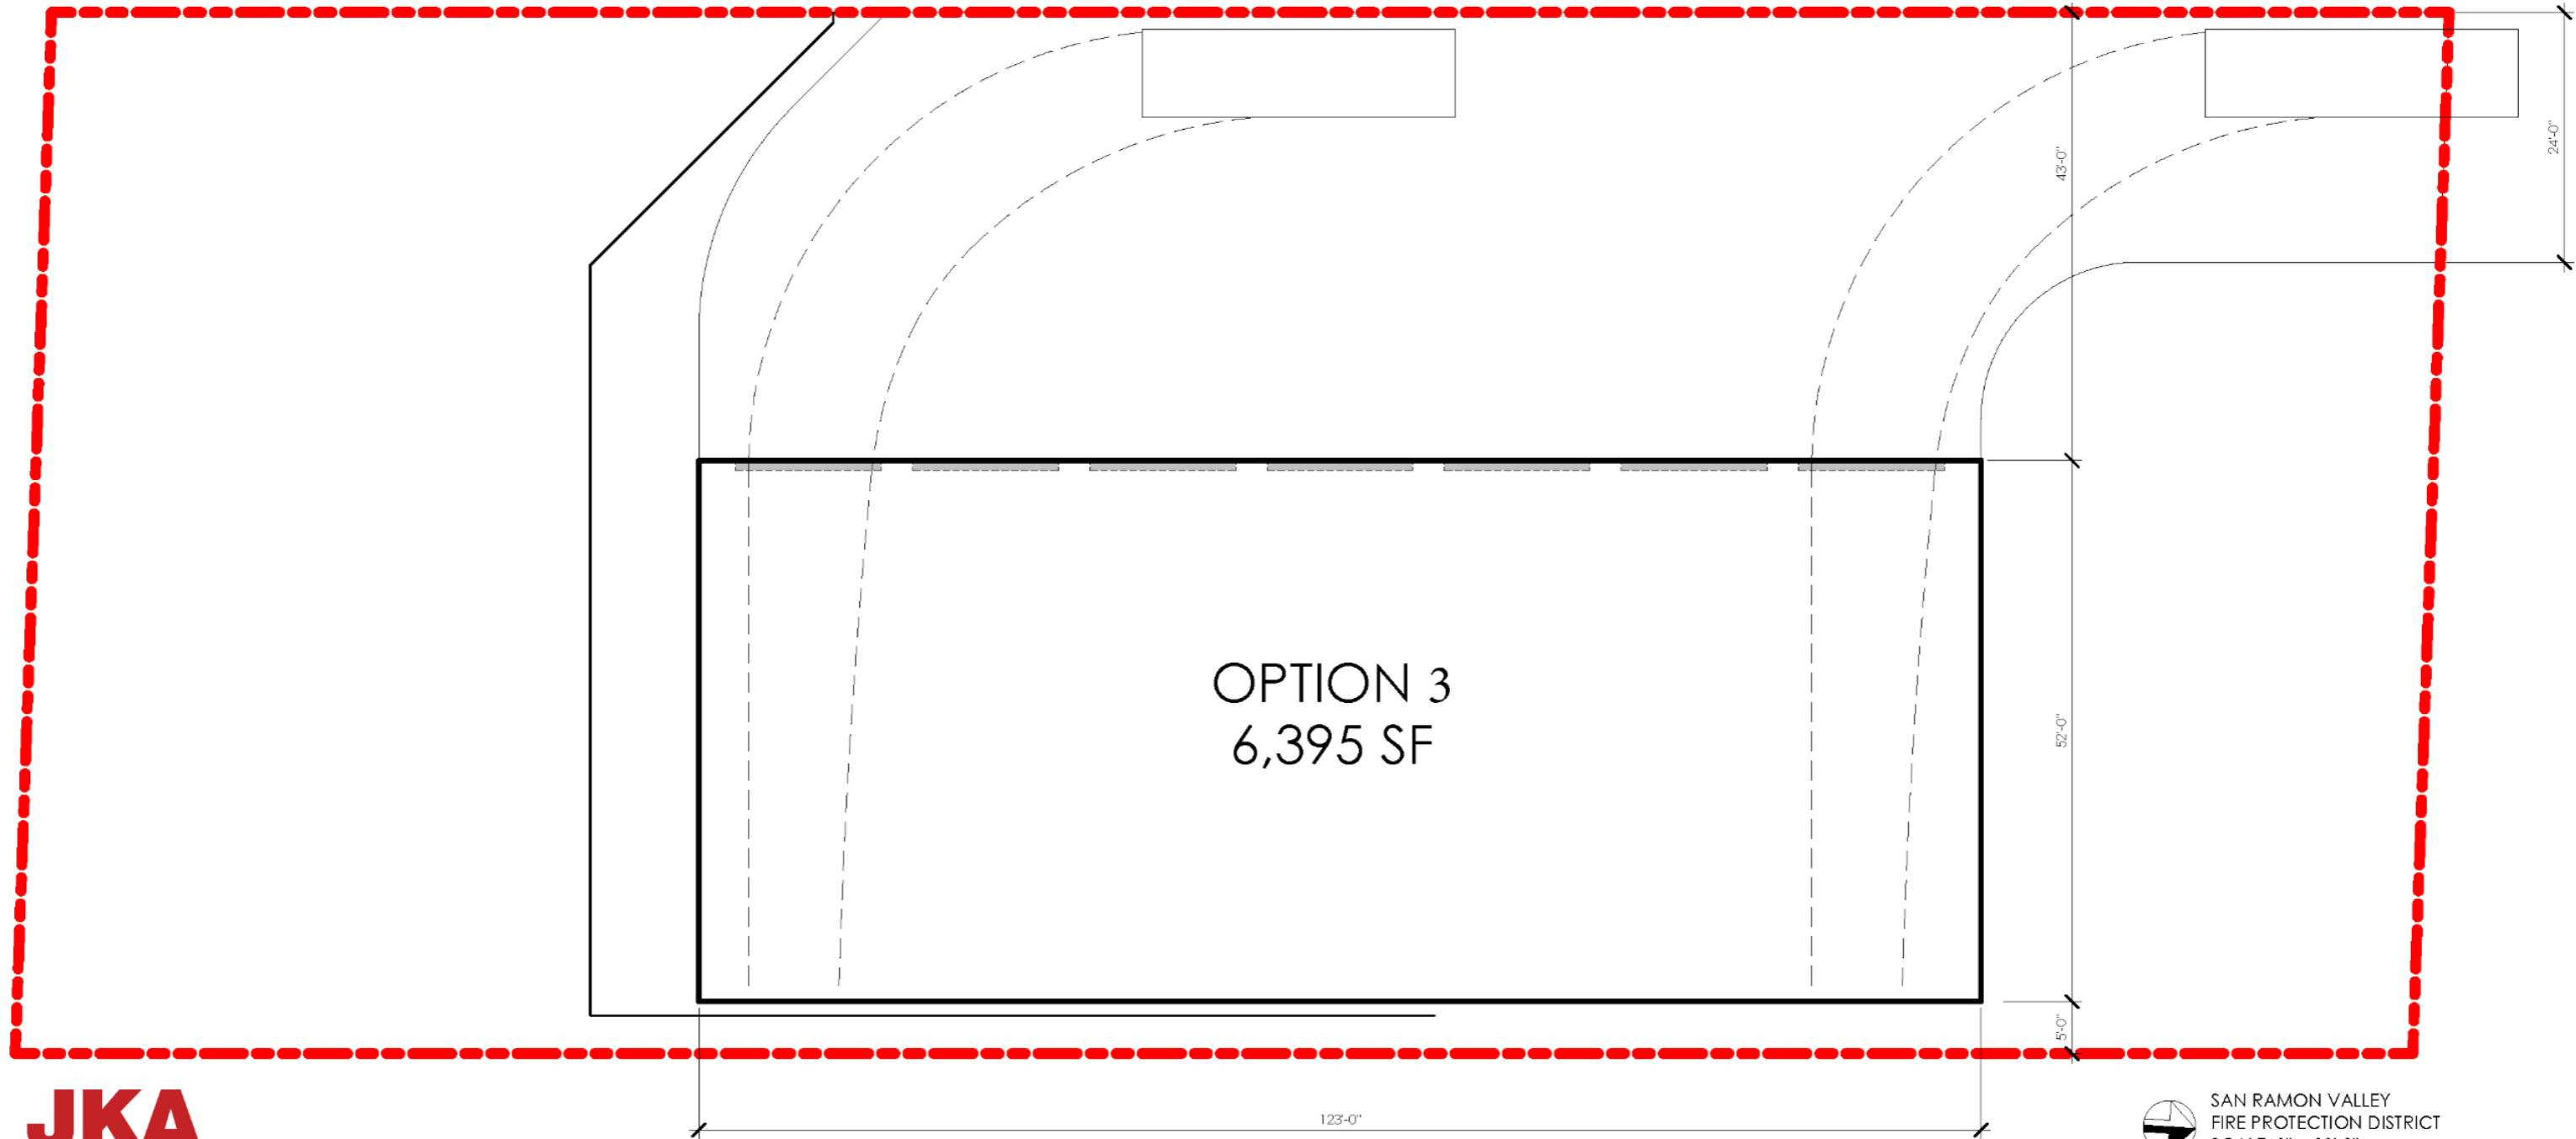 24'-0"
43'-0"
OPTION 3
6,395 SF
52'-0"
5'-0"
123'-0"
JKA
SAN RAMON VALLEY
FIRE PROTECTION DISTRICT